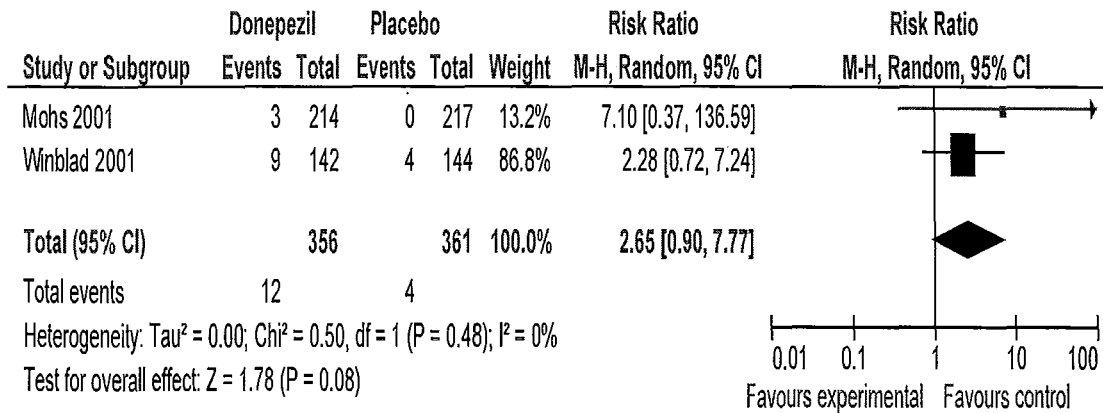 Donepezil Placebo Risk Ratio Risk Ratio
Study or Subgroup Events Total Events Total Weight M-H, Random, 95% CI M-H, Random, 95% CI
Mohs 2001 3 214 0 217 13.2% 7.10 [0.37, 136.59]
Winblad 2001 9 142 4 144 86.8% 2.28 [0.72, 7.24]
Total (95% CI) 356 361 100.0% 2.65 [0.90, 7.77]
Total events 12 4
Heterogeneity: Tau² = 0.00; Chi² = 0.50, df = 1 (P = 0.48); I² = 0%
Test for overall effect: Z = 1.78 (P = 0.08)
0.01 0.1 1 10 100
Favours experimental Favours control